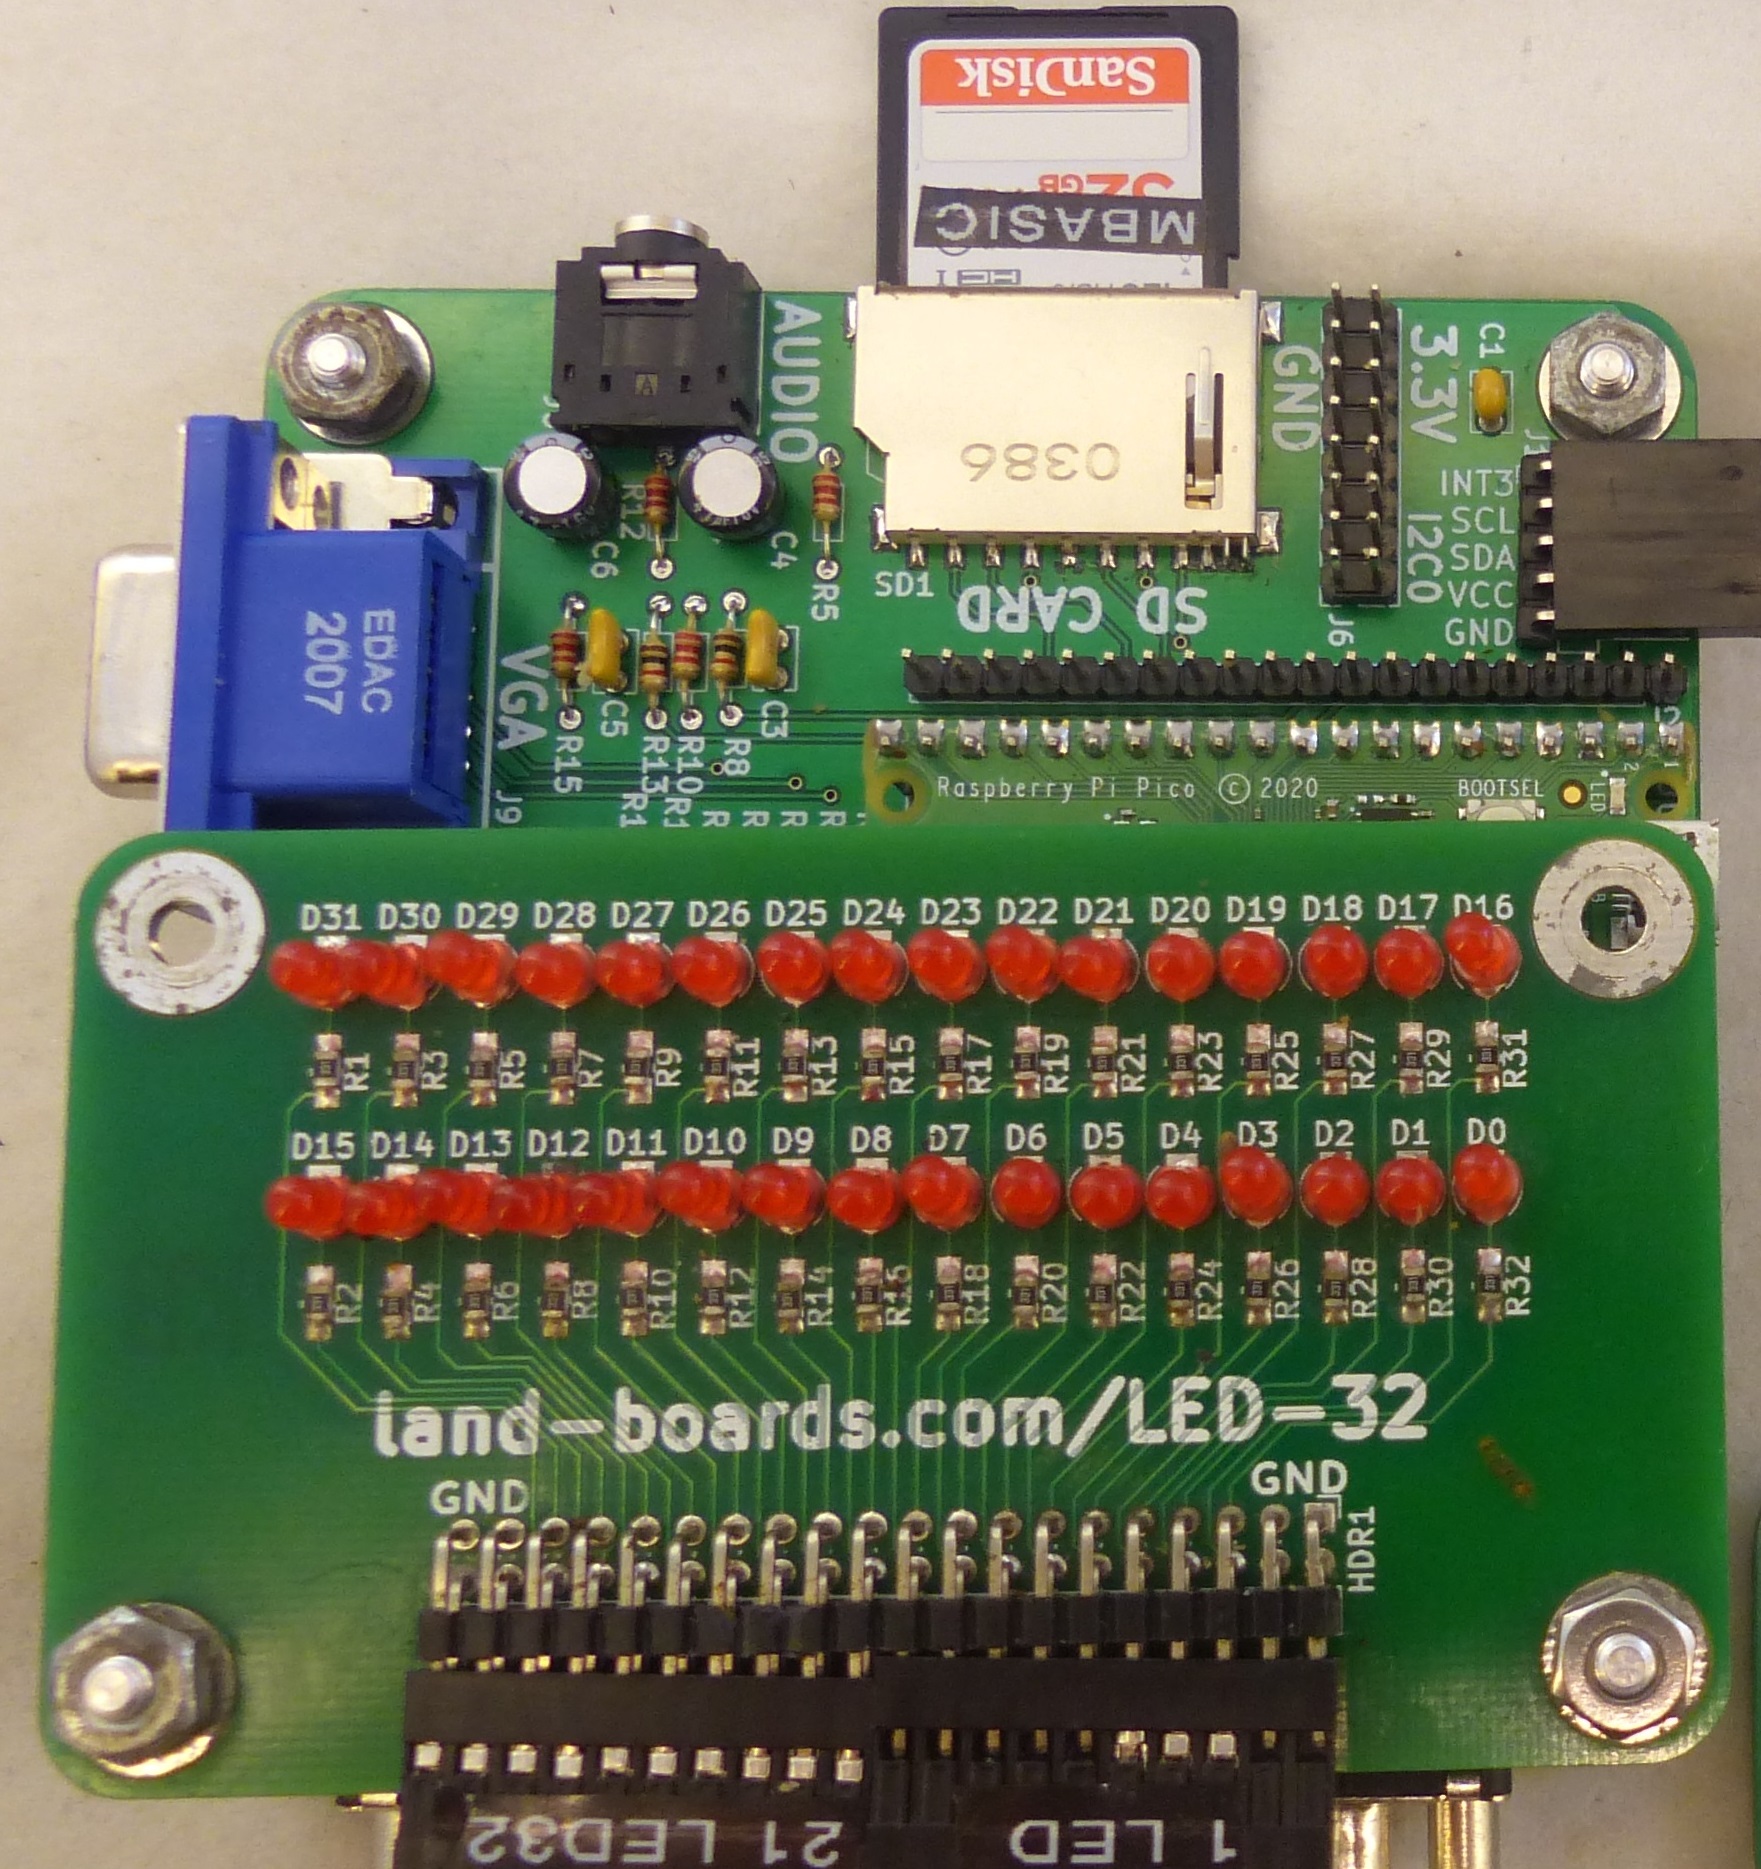 SanDisk
32GB
MBASIC
AUDIO
GND
3.3V
C1
0386
INT3
SCL
SDA
VCC
GND
I2C0
J6
R12
C6
C4
R5
SD1
SD CARD
EDAC
2007
VGA
J9
R15
C5
R13
R10
R8
C3
Raspberry Pi Pico © 2020
BOOTSEL
LED
D31 D30 D29 D28 D27 D26 D25 D24 D23 D22 D21 D20 D19 D18 D17 D16
R1 R3 R5 R7 R9 R11 R13 R15 R17 R19 R21 R23 R25 R27 R29 R31
D15 D14 D13 D12 D11 D10 D9 D8 D7 D6 D5 D4 D3 D2 D1 D0
R2 R4 R6 R8 R10 R12 R14 R16 R18 R20 R22 R24 R26 R28 R30 R32
land-boards.com/LED-32
GND
GND
HDR1
21 LED32
1 LED